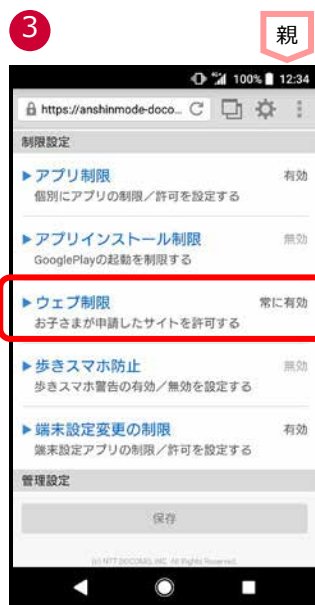 3
親
100% 12:34
https://anshinmode-doco...
制限設定
▶アプリ制限 有効
個別にアプリの制限／許可を設定する
▶アプリインストール制限 無効
GooglePlayの起動を制限する
▶ウェブ制限 常に有効
お子さまが申請したサイトを許可する
▶歩きスマホ防止 無効
歩きスマホ警告の有効／無効を設定する
▶端末設定変更の制限 有効
端末設定アプリの制限／許可を設定する
管理設定
保存
(c) NTT DOCOMO, INC. All Rights Reserved.